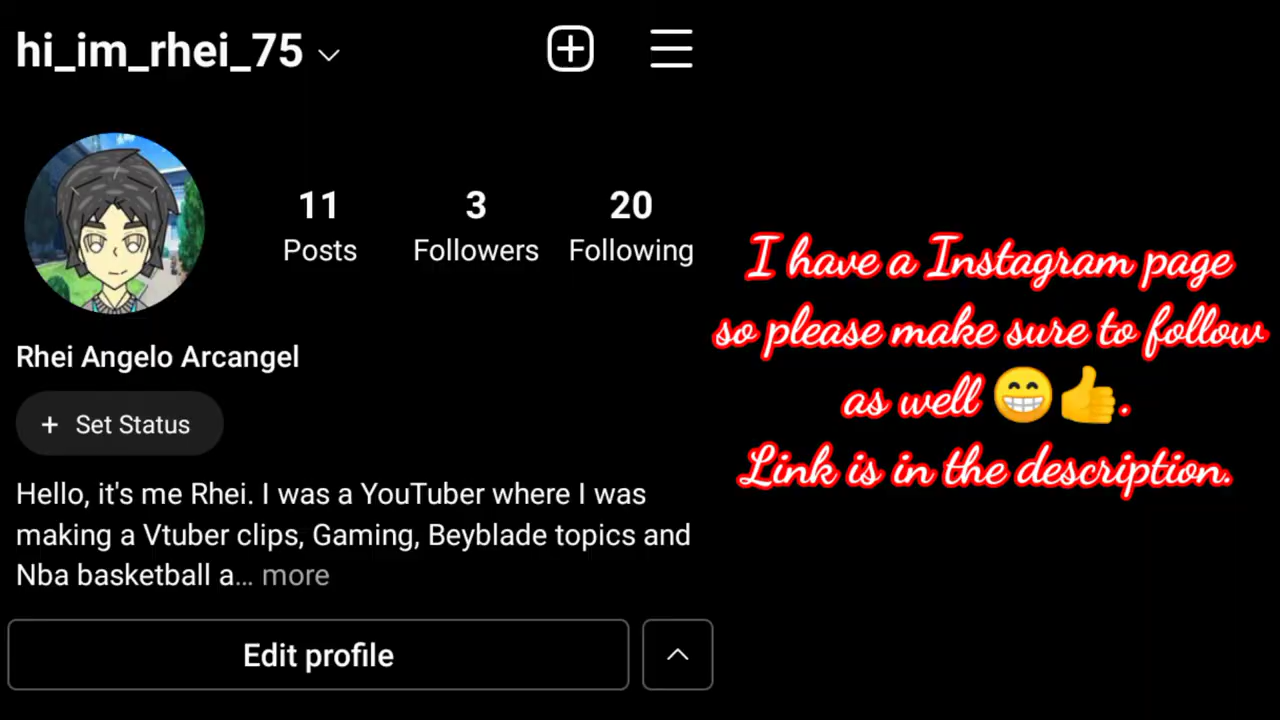 hi_im_rhei_75
11 3 20
Posts Followers Following
Rhei Angelo Arcangel
+ Set Status
Hello, it's me Rhei. I was a YouTuber where I was
making a Vtuber clips, Gaming, Beyblade topics and
Nba basketball a... more
Edit profile
I have a Instagram page
so please make sure to follow
as well 😁👍.
Link is in the description.